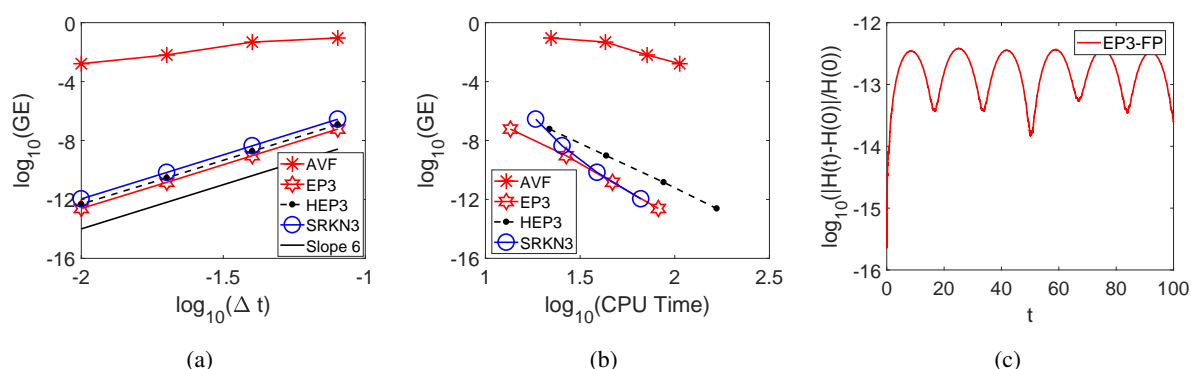 0
-4
-8
-12
-16
log10(GE)
AVF
EP3
HEP3
SRKN3
Slope 6
-2
-1.5
-1
log10(Δ t)
(a)
0
-4
-8
-12
-16
log10(GE)
AVF
EP3
HEP3
SRKN3
1
1.5
2
2.5
log10(CPU Time)
(b)
-12
-13
-14
-15
-16
log10(|H(t)-H(0)|/H(0))
EP3-FP
0
20
40
60
80
100
t
(c)